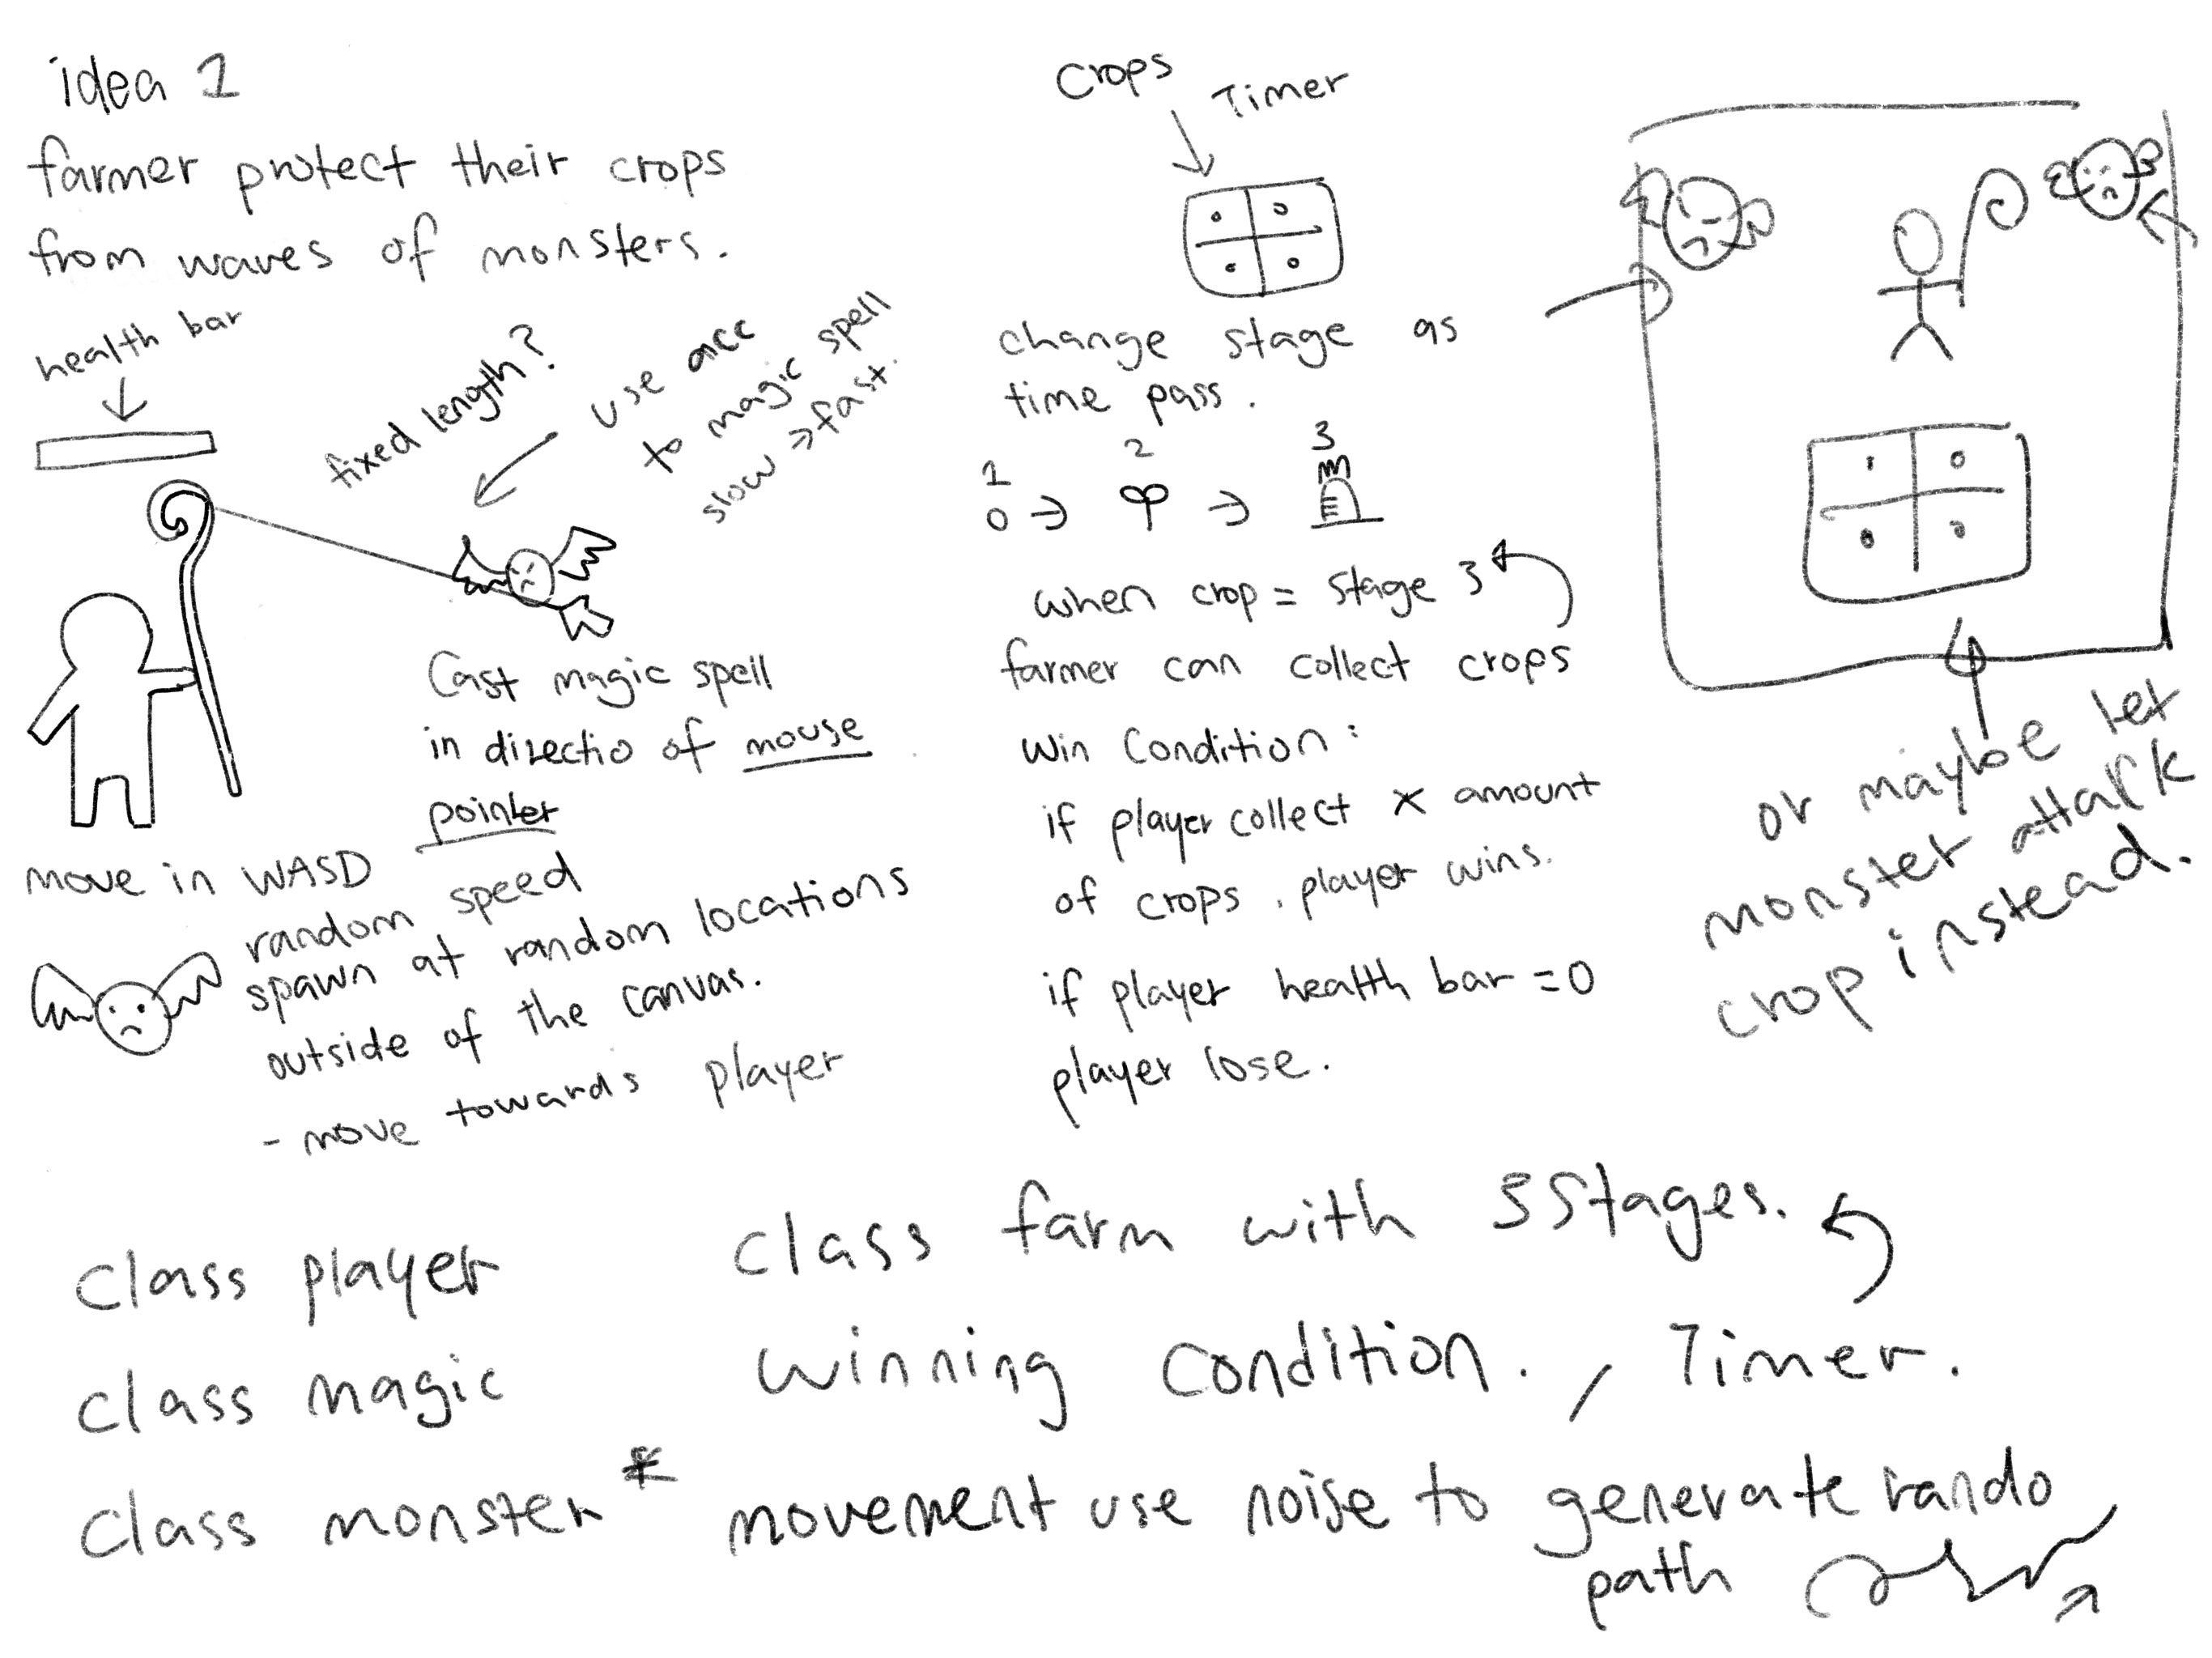 idea 1
farmer protect their crops
from waves of monsters.
health bar
fixed length?
use acc
to magic spell
slow => fast.
Cast magic spell
in directio of mouse
pointer
move in WASD
random speed
spawn at random locations
outside of the canvas.
- move towards player
Crops
Timer
change stage as
time pass.
1 2 3
when crop = stage 3
farmer can collect crops
win Condition:
if player collect x amount
of crops. player wins.
if player health bar = 0
player lose.
or maybe let
monster attack
crop instead.
class player
class magic
class monster*
class farm with 3 Stages.
winning condition. / Timer.
movement use noise to generate rando
path